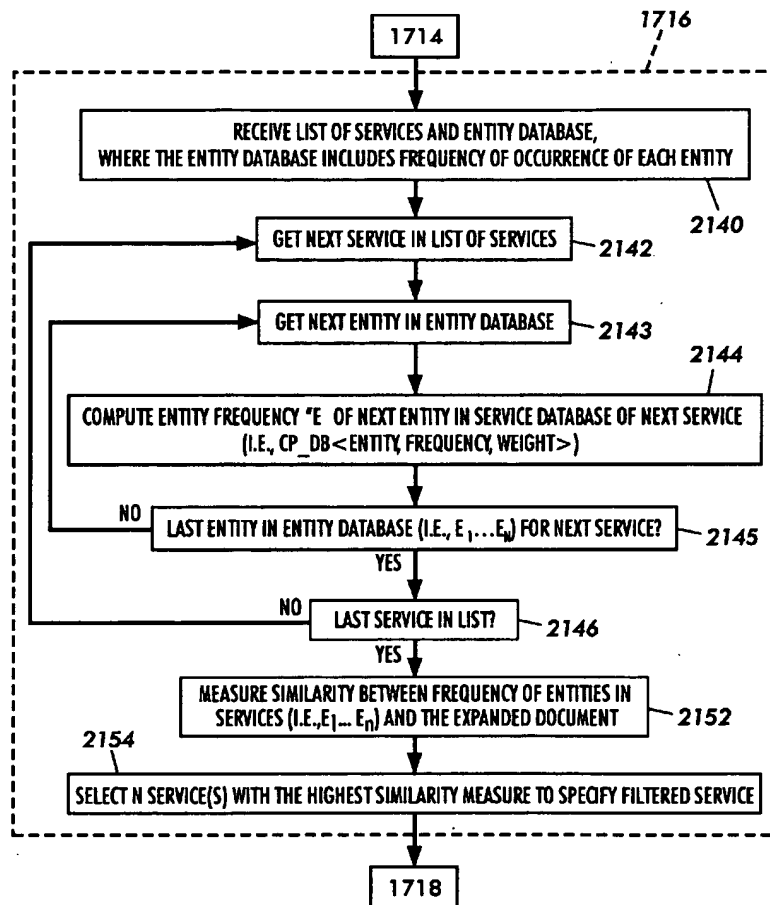 1716
1714
RECEIVE LIST OF SERVICES AND ENTITY DATABASE,
WHERE THE ENTITY DATABASE INCLUDES FREQUENCY OF OCCURRENCE OF EACH ENTITY
2140
GET NEXT SERVICE IN LIST OF SERVICES
2142
GET NEXT ENTITY IN ENTITY DATABASE
2143
2144
COMPUTE ENTITY FREQUENCY "E OF NEXT ENTITY IN SERVICE DATABASE OF NEXT SERVICE
(I.E., CP_DB<ENTITY, FREQUENCY, WEIGHT>)
NO
LAST ENTITY IN ENTITY DATABASE (I.E., E1...EN) FOR NEXT SERVICE?
2145
YES
NO
LAST SERVICE IN LIST?
2146
YES
MEASURE SIMILARITY BETWEEN FREQUENCY OF ENTITIES IN
SERVICES (I.E.,E1... En) AND THE EXPANDED DOCUMENT
2152
2154
SELECT N SERVICE(S) WITH THE HIGHEST SIMILARITY MEASURE TO SPECIFY FILTERED SERVICE
1718